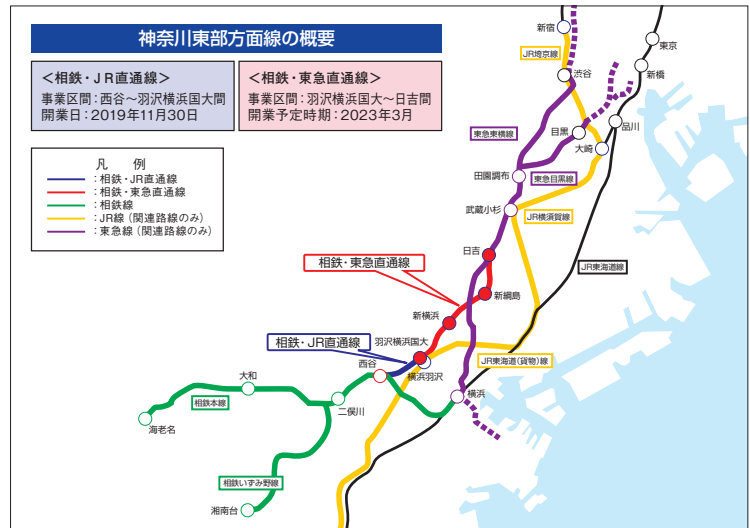 神奈川東部方面線の概要
＜相鉄・ＪＲ直通線＞
事業区間：西谷～羽沢横浜国大間
開業日：2019年11月30日
＜相鉄・東急直通線＞
事業区間：羽沢横浜国大～日吉間
開業予定時期：2023年3月
凡　例
：相鉄・JR直通線
：相鉄・東急直通線
：相鉄線
：JR線（関連路線のみ）
：東急線（関連路線のみ）
新宿
JR埼京線
東京
渋谷
新橋
東急東横線
目黒
品川
大崎
田園調布
東急目黒線
武蔵小杉
JR横須賀線
日吉
相鉄・東急直通線
JR東海道線
新綱島
新横浜
相鉄・JR直通線
羽沢横浜国大
JR東海道（貨物）線
西谷
横浜羽沢
大和
横浜
相鉄本線
二俣川
海老名
相鉄いずみ野線
湘南台